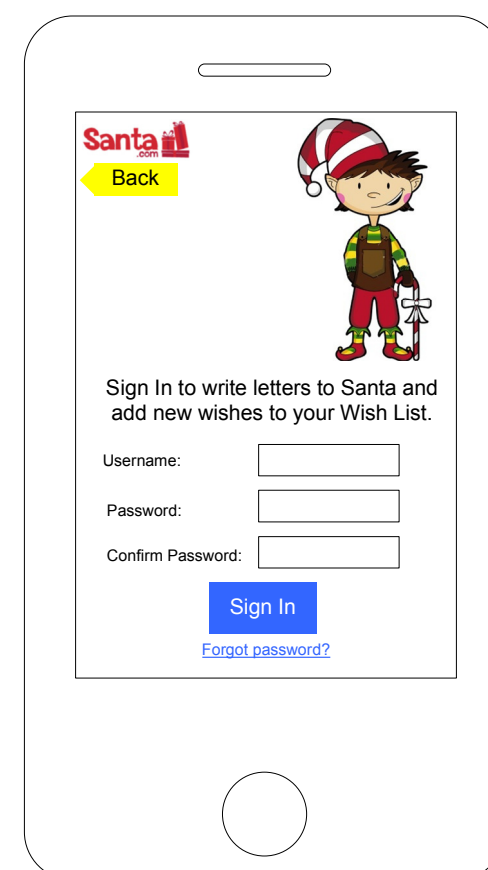 Santa
.com
Back
Sign In to write letters to Santa and
add new wishes to your Wish List.
Username:
Password:
Confirm Password:
Sign In
Forgot password?